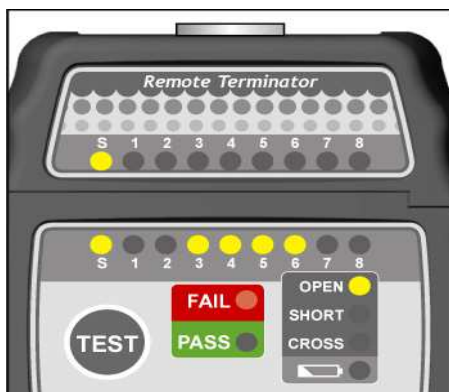 Remote Terminator
S 1 2 3 4 5 6 7 8
S 1 2 3 4 5 6 7 8
OPEN
FAIL
SHORT
TEST
PASS
CROSS